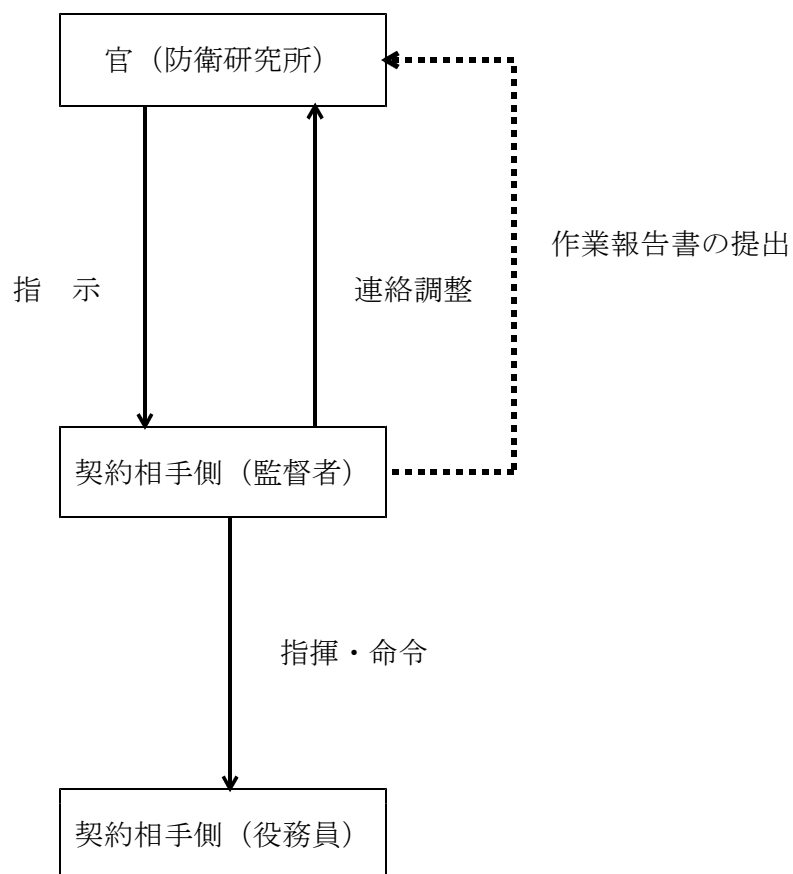 官（防衛研究所）
作業報告書の提出
指　示
連絡調整
契約相手側（監督者）
指揮・命令
契約相手側（役務員）